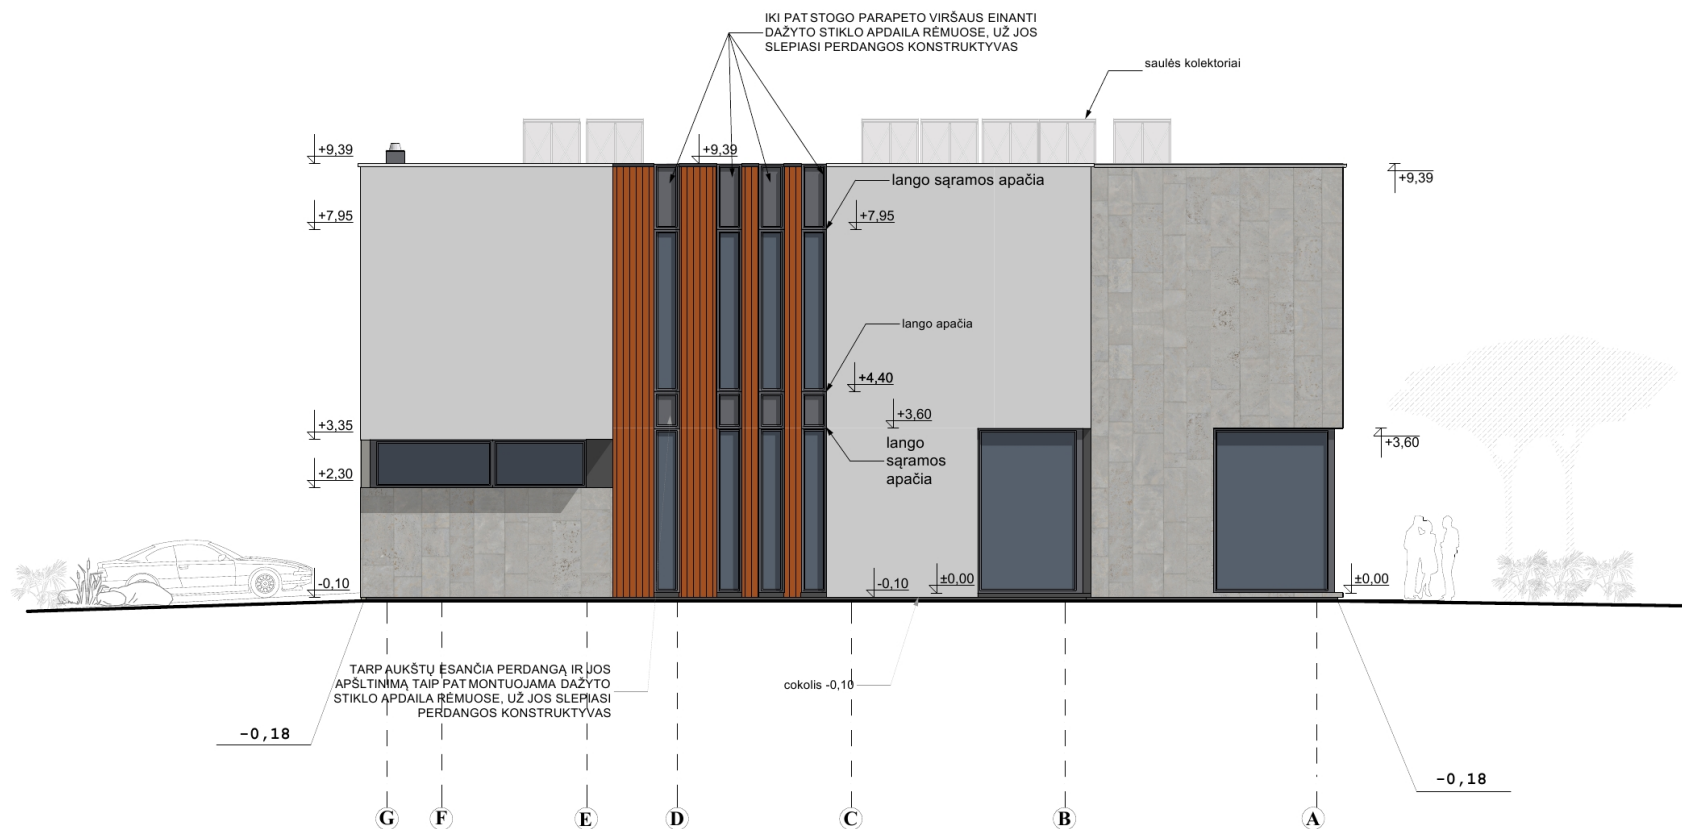 IKI PAT STOGO PARAPETO VIRŠAUS EINANTI
DAŽYTO STIKLO APDAILA RĖMUOSE, UŽ JOS
SLEPIASI PERDANGOS KONSTRUKTYVAS
saulės kolektoriai
+9,39
+9,39
+9,39
lango sąramos apačia
+7,95
+7,95
lango apačia
+4,40
+3,60
+3,35
lango
sąramos
apačia
+3,60
+2,30
-0,10
-0,10
±0,00
±0,00
TARP AUKŠTŲ ESANČIA PERDANGĄ IR JOS
APŠLTINIMĄ TAIP PAT MONTUOJAMA DAŽYTO
STIKLO APDAILA RĖMUOSE, UŽ JOS SLEPIASI
PERDANGOS KONSTRUKTYVAS
cokolis -0,10
-0,18
-0,18
G F E D C B A